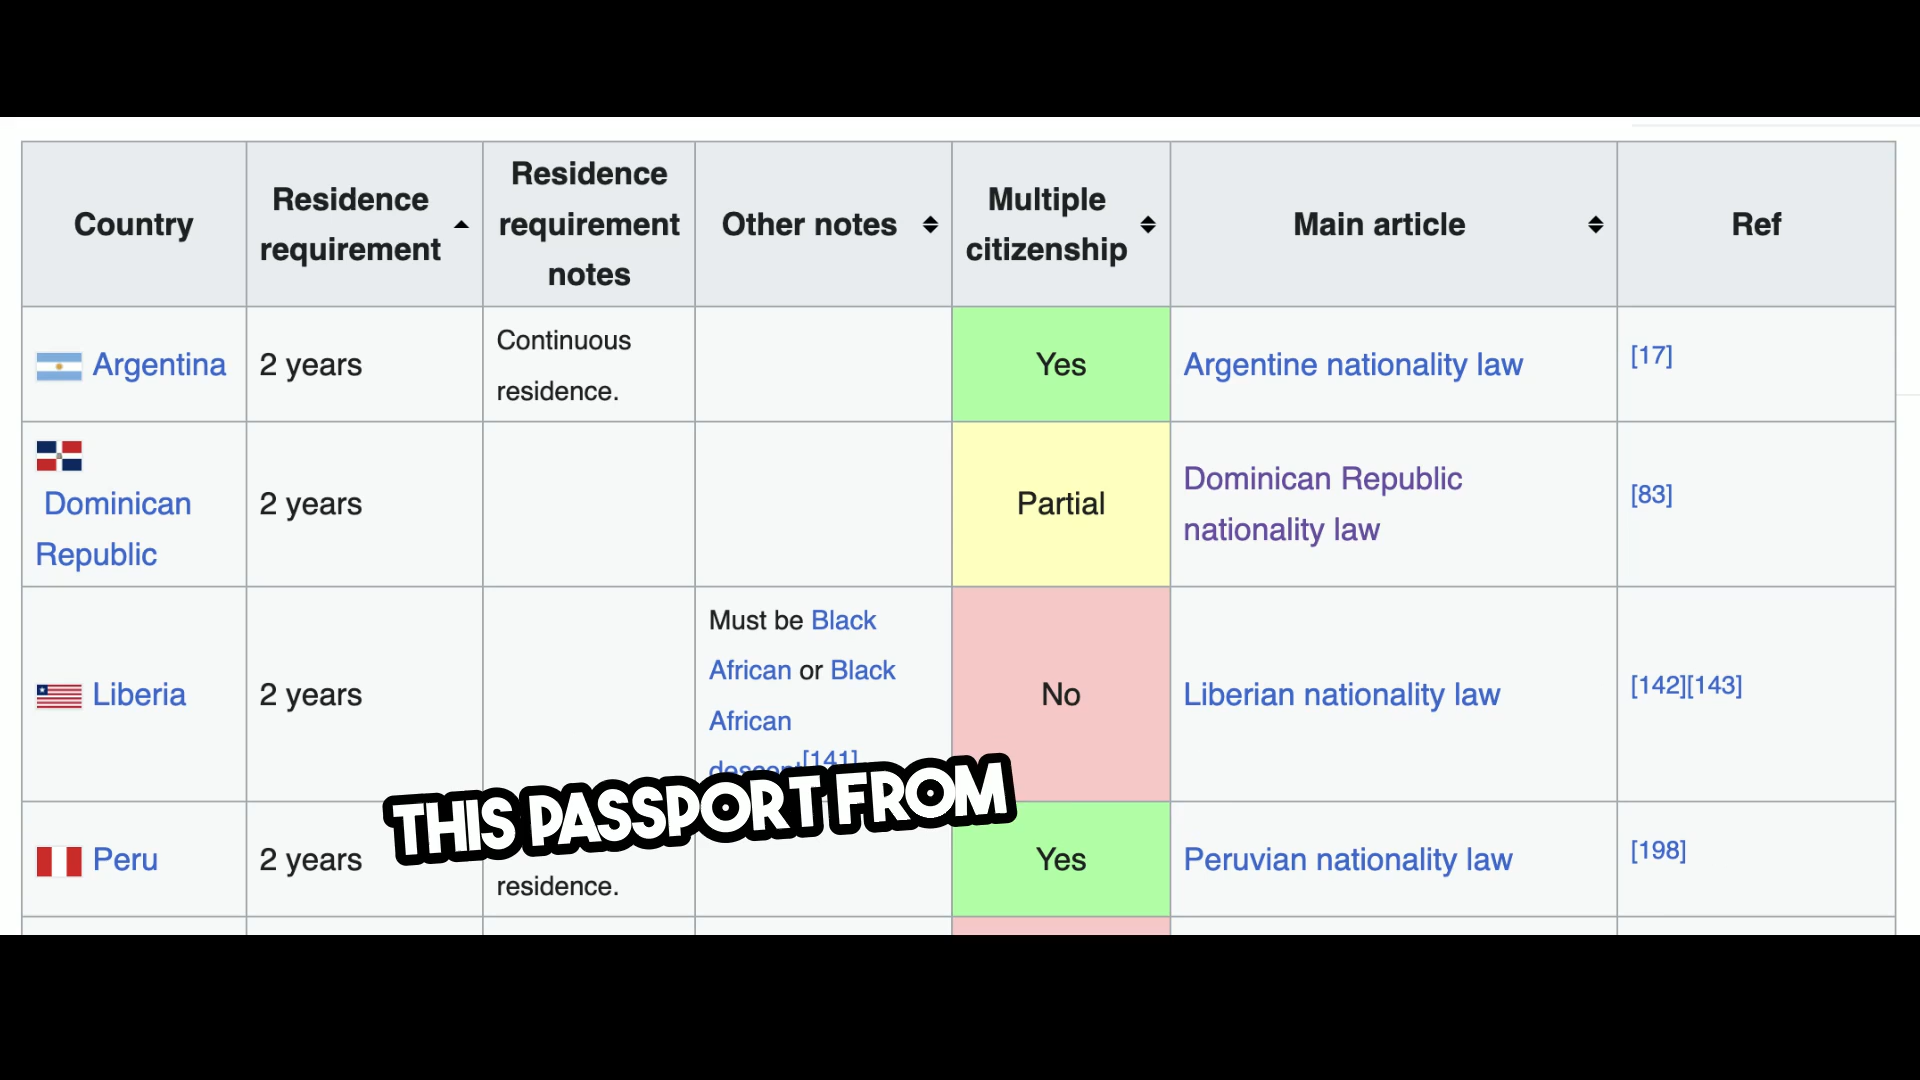 Country
Residence
requirement
Residence
requirement
notes
Other notes
Multiple
citizenship
Main article
Ref
Argentina
2 years
Continuous
residence.
Yes
Argentine nationality law
[17]
Dominican
Republic
2 years
Partial
Dominican Republic
nationality law
[83]
Liberia
2 years
Must be Black
African or Black
African
descent[141]
No
Liberian nationality law
[142][143]
THIS PASSPORT FROM
Peru
2 years
residence.
Yes
Peruvian nationality law
[198]